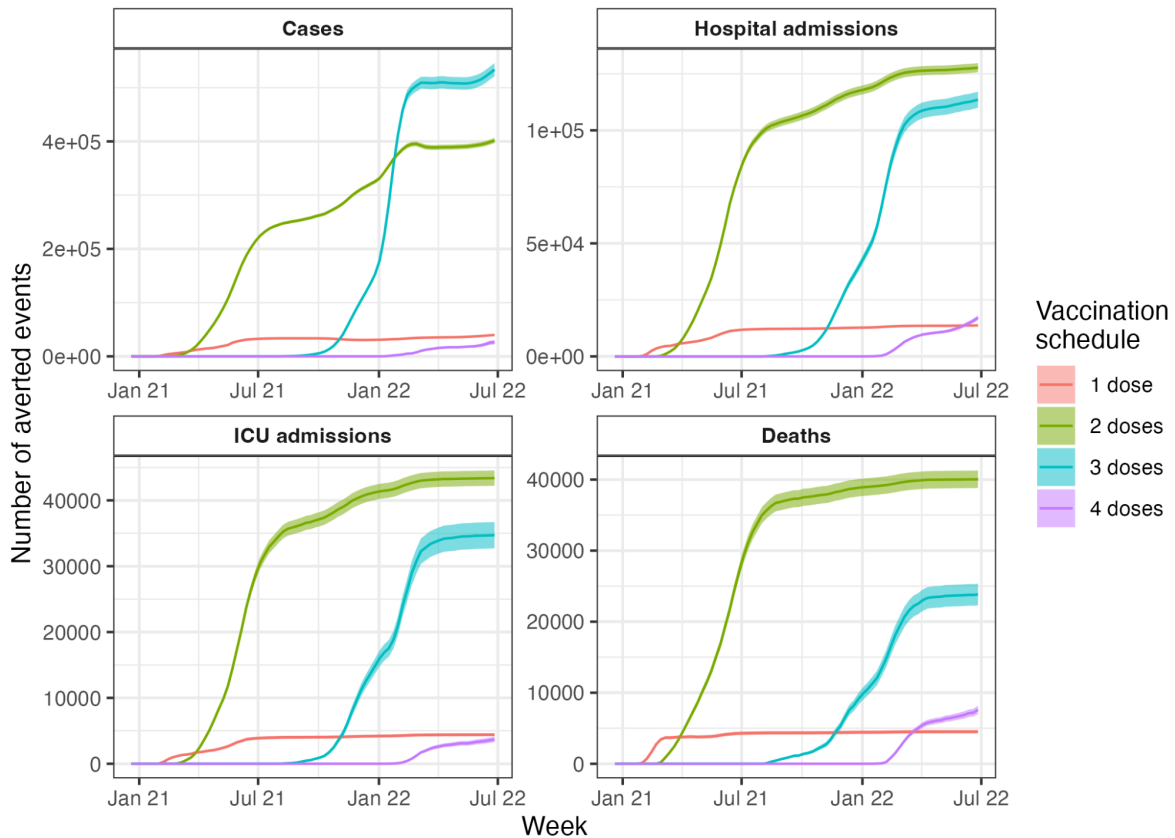 Cases
Hospital admissions
4e+05
2e+05
0e+00
1e+05
5e+04
0e+00
Jan 21 Jul 21 Jan 22 Jul 22
Jan 21 Jul 21 Jan 22 Jul 22
ICU admissions
Deaths
40000
30000
20000
10000
0
40000
30000
20000
10000
0
Jan 21 Jul 21 Jan 22 Jul 22
Jan 21 Jul 21 Jan 22 Jul 22
Number of averted events
Week
Vaccination
schedule
1 dose
2 doses
3 doses
4 doses